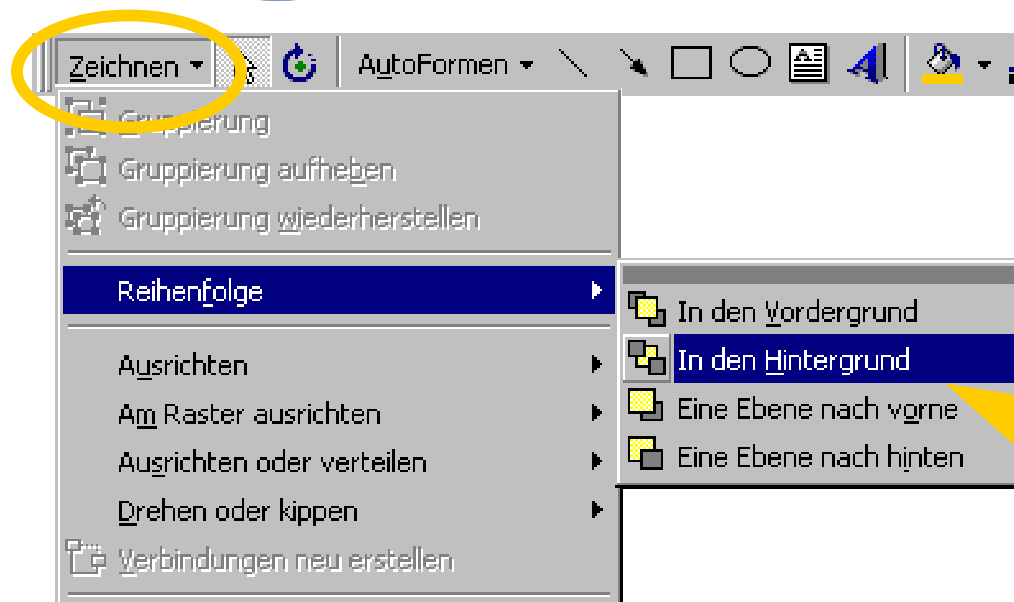 Zeichnen AutoFormen
Gruppierung
Gruppierung aufheben
Gruppierung wiederherstellen
Reihenfolge
In den Vordergrund
In den Hintergrund
Eine Ebene nach vorne
Eine Ebene nach hinten
Ausrichten
Am Raster ausrichten
Ausrichten oder verteilen
Drehen oder kippen
Verbindungen neu erstellen